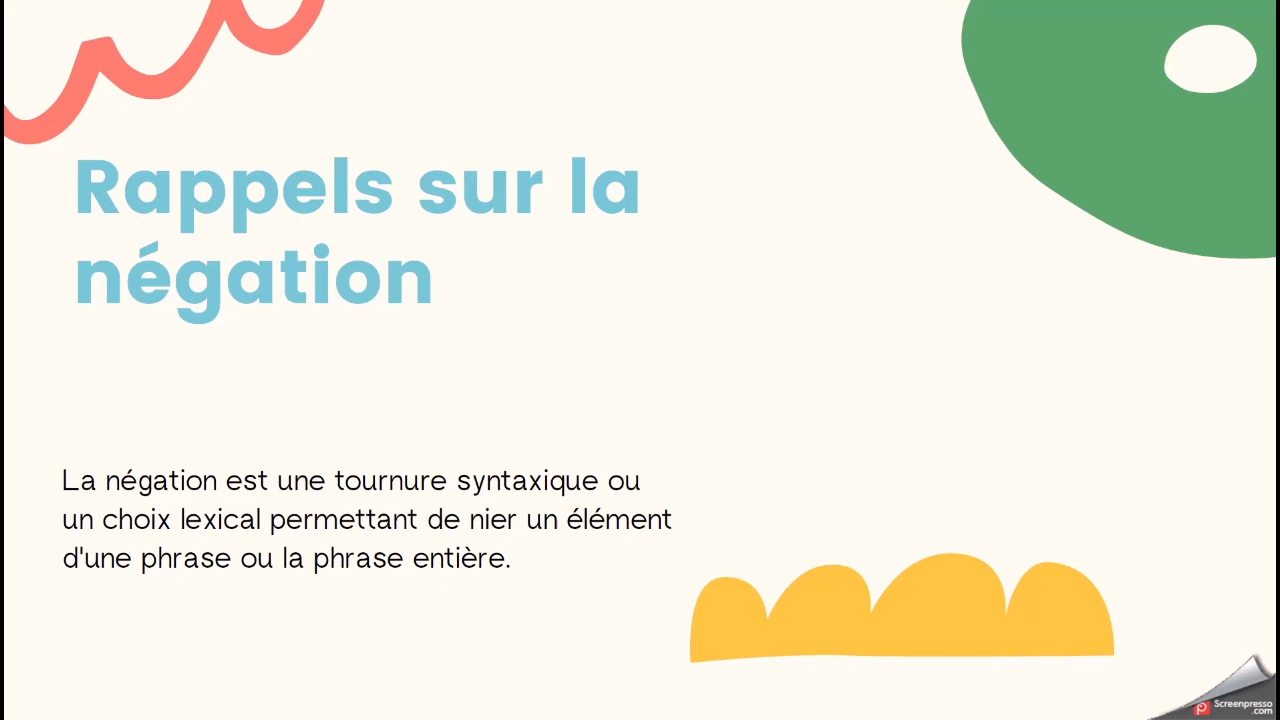 Rappels sur la
négation
La négation est une tournure syntaxique ou
un choix lexical permettant de nier un élément
d'une phrase ou la phrase entière.
Screenpresso
.com